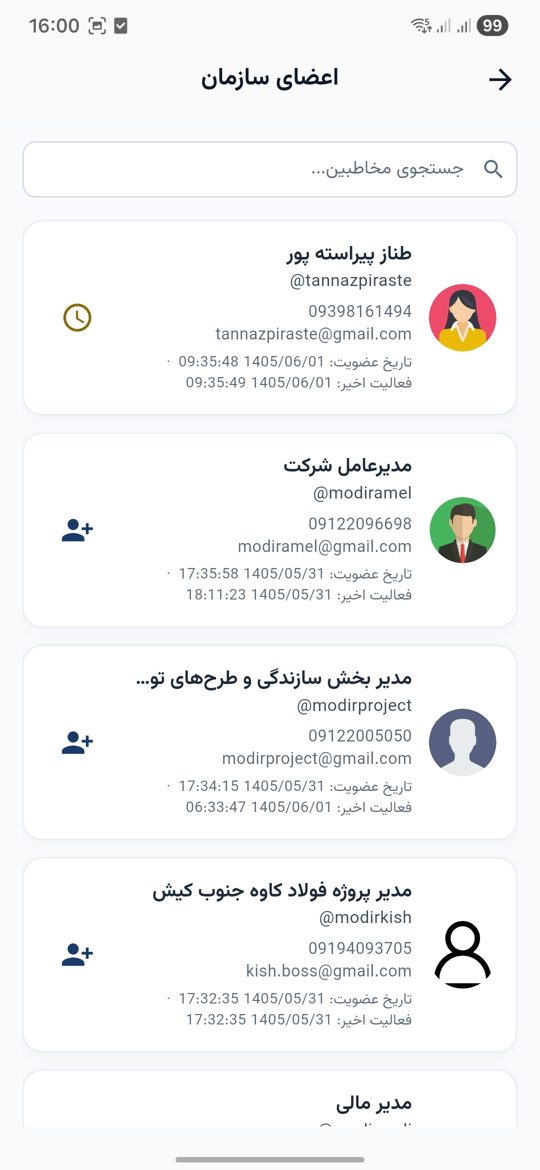 16:00
99
اعضای سازمان
جستجوی مخاطبین...
طناز پیراسته پور
@tannazpiraste
09398161494
tannazpiraste@gmail.com
تاریخ عضویت: 1405/06/01 09:35:48 ·
فعالیت اخیر: 1405/06/01 09:35:49
مدیرعامل شرکت
@modiramel
09122096698
modiramel@gmail.com
تاریخ عضویت: 1405/05/31 17:35:58 ·
فعالیت اخیر: 1405/05/31 18:11:23
مدیر بخش سازندگی و طرح‌های تو...
@modirproject
09122005050
modirproject@gmail.com
تاریخ عضویت: 1405/05/31 17:34:15 ·
فعالیت اخیر: 1405/06/01 06:33:47
مدیر پروژه فولاد کاوه جنوب کیش
@modirkish
09194093705
kish.boss@gmail.com
تاریخ عضویت: 1405/05/31 17:32:35 ·
فعالیت اخیر: 1405/05/31 17:32:35
مدیر مالی